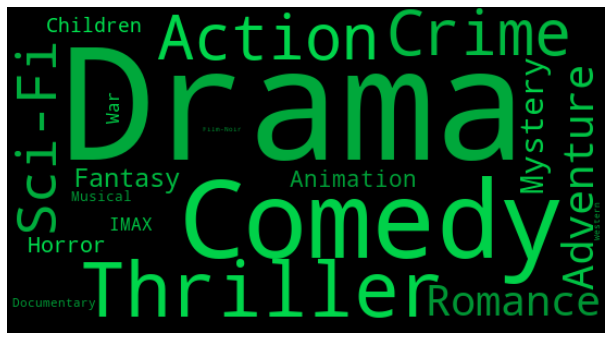 Children
Action
Crime
Sci-Fi
Drama
War
Film-Noir
Mystery
Adventure
Fantasy
Animation
Musical
Comedy
IMAX
Western
Horror
Thriller
Romance
Documentary